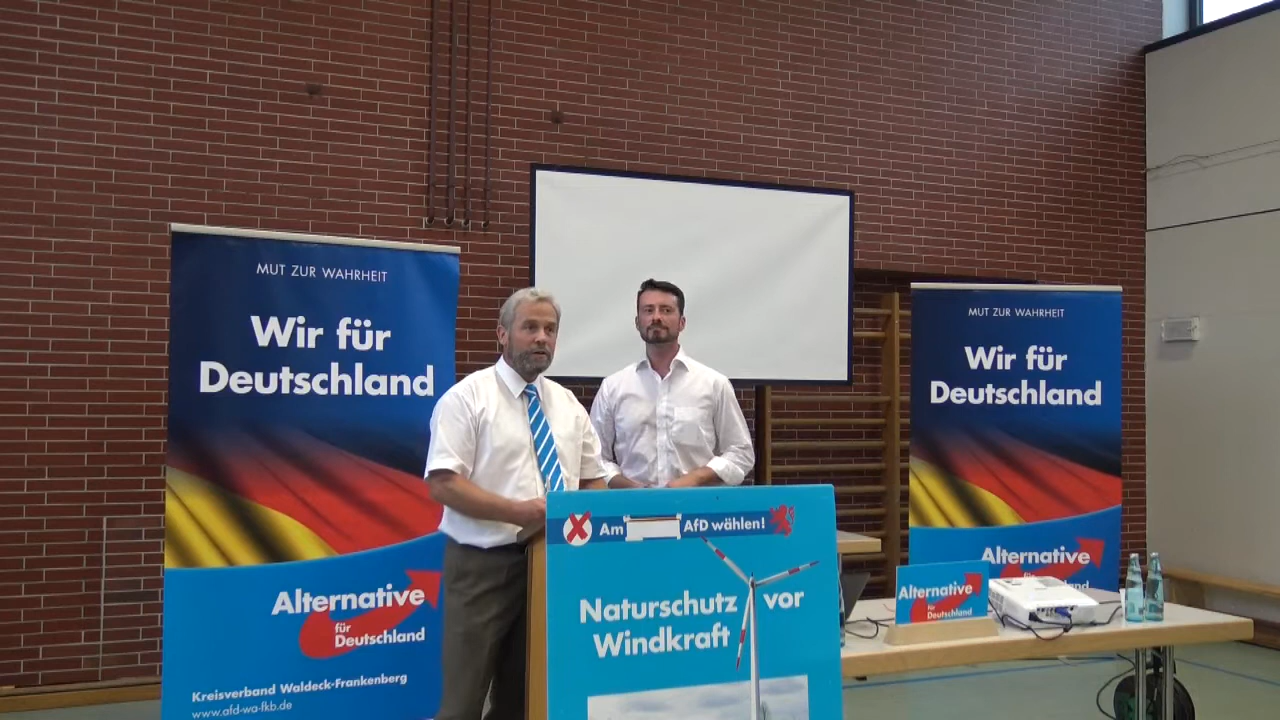 MUT ZUR WAHRHEIT
Wir für
Deutschland
Alternative
für
Deutschland
Kreisverband Waldeck-Frankenberg
www.afd-wa-fkb.de
Am AfD wählen!
Naturschutz vor
Windkraft
MUT ZUR WAHRHEIT
Wir für
Deutschland
Alternative
für
Deutschland
Alternative
für
Deutschland